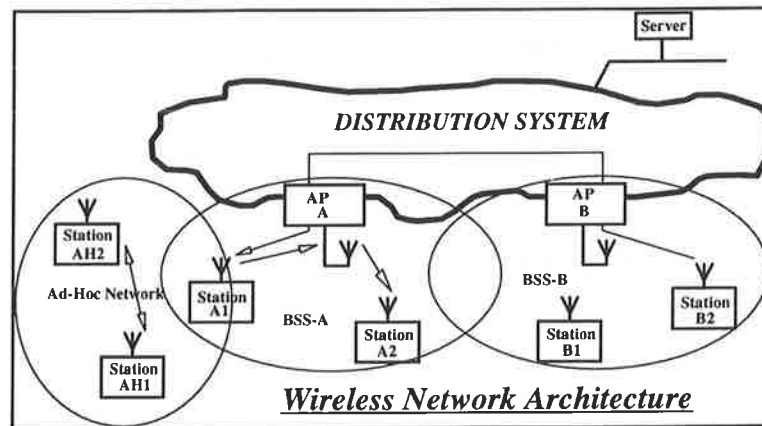 Server
DISTRIBUTION SYSTEM
AP
A
AP
B
Station
AH2
Ad-Hoc Network
Station
A1
BSS-A
BSS-B
Station
A2
Station
B1
Station
B2
Station
AH1
Wireless Network Architecture